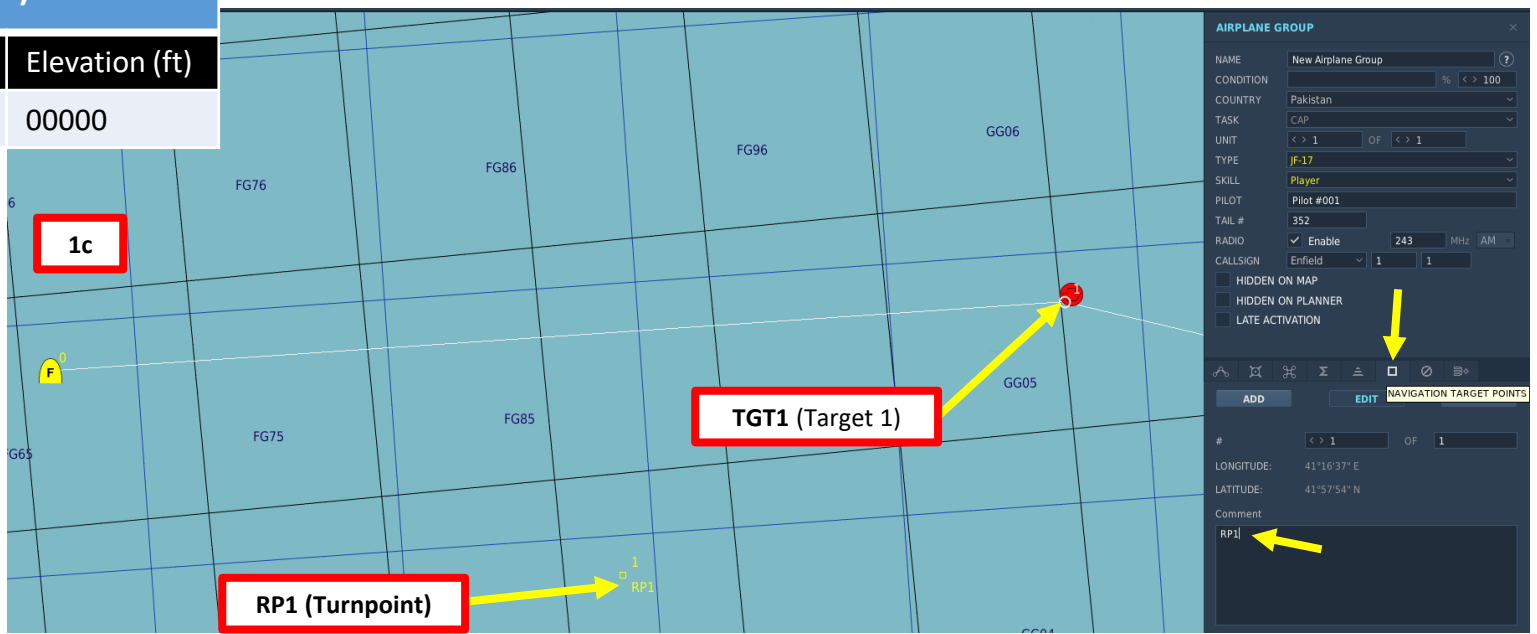 Elevation (ft)
00000
1c
6
FG76
FG86
FG96
GG06
0
F
1
TGT1 (Target 1)
GG05
FG85
FG75
G65
1
RP1
RP1 (Turnpoint)
GG04
AIRPLANE GROUP ×
NAME New Airplane Group ?
CONDITION % < > 100
COUNTRY Pakistan
TASK CAP
UNIT < > 1 OF < > 1
TYPE JF-17
SKILL Player
PILOT Pilot #001
TAIL # 352
RADIO ✓ Enable 243 MHz AM
CALLSIGN Enfield 1 1
HIDDEN ON MAP
HIDDEN ON PLANNER
LATE ACTIVATION
Σ
ADD EDIT NAVIGATION TARGET POINTS
# < > 1 OF 1
LONGITUDE: 41°16'37" E
LATITUDE: 41°57'54" N
Comment
RP1